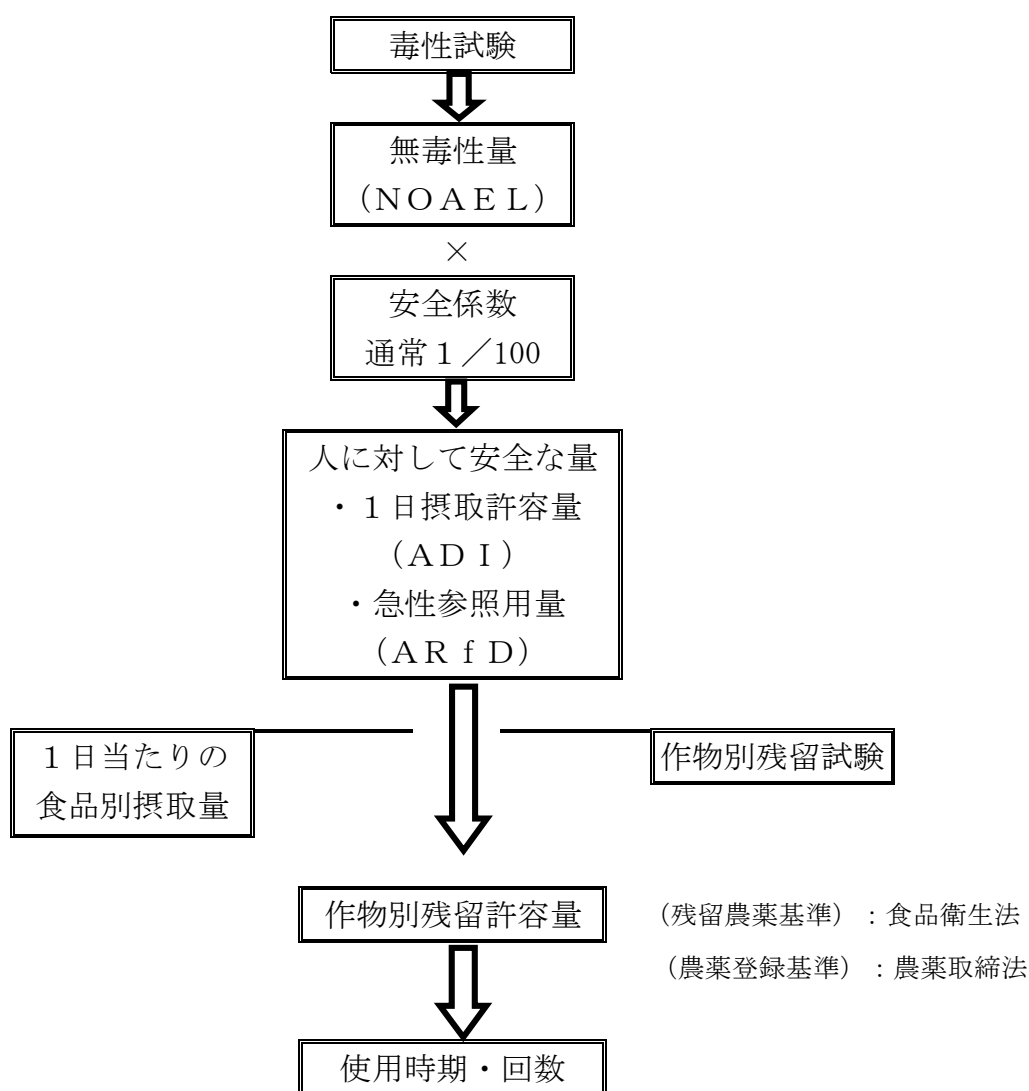 毒性試験
無毒性量
(NOAEL)
×
安全係数
通常１／100
人に対して安全な量
・１日摂取許容量
(ADI)
・急性参照用量
(ARfD)
１日当たりの
食品別摂取量
作物別残留試験
作物別残留許容量
(残留農薬基準)：食品衛生法
(農薬登録基準)：農薬取締法
使用時期・回数